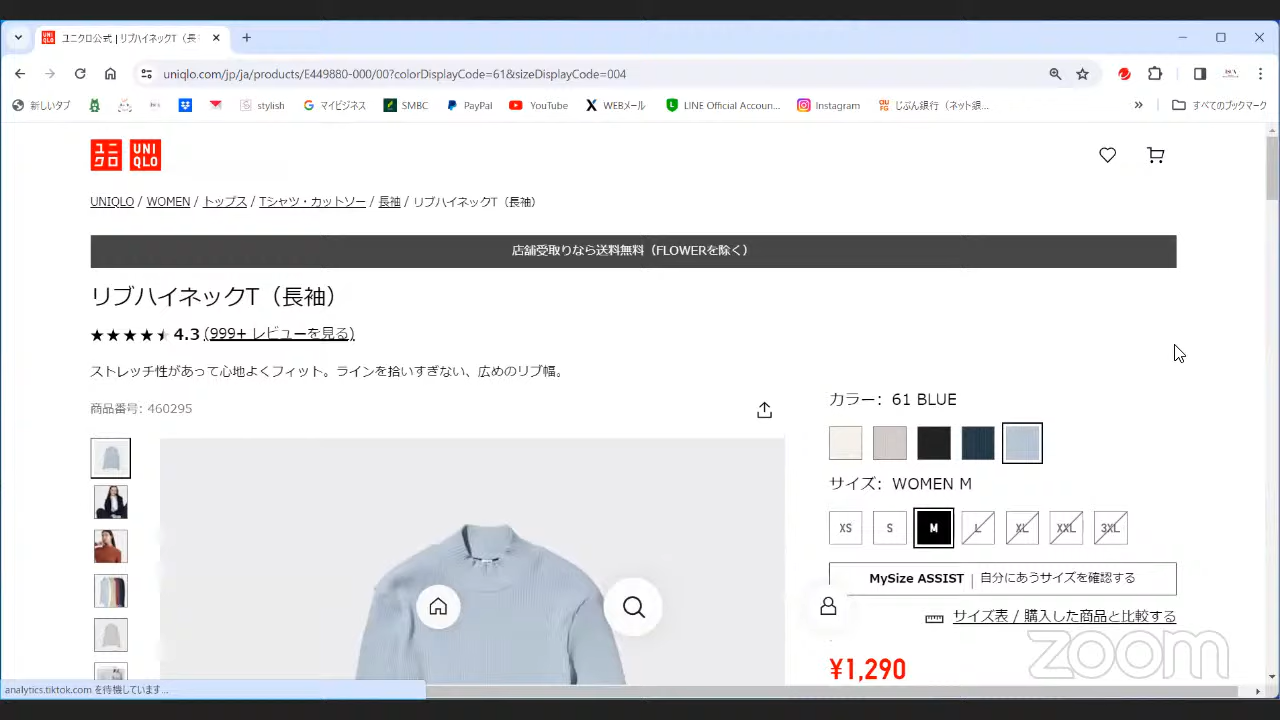 ユニクロ公式 | リブハイネックT（長
uniqlo.com/jp/ja/products/E449880-000/00?colorDisplayCode=61&sizeDisplayCode=004
新しいタブ
stylish
マイビジネス
SMBC
PayPal
YouTube
WEBメール
LINE Official Accoun...
Instagram
じぶん銀行（ネット銀...
»
すべてのブックマーク
ユニクロ UNIQLO
UNIQLO / WOMEN / トップス / Tシャツ・カットソー / 長袖 / リブハイネックT（長袖）
店舗受取りなら送料無料（FLOWERを除く）
リブハイネックT（長袖）
4.3 (999+ レビューを見る)
ストレッチ性があって心地よくフィット。ラインを拾いすぎない、広めのリブ幅。
商品番号: 460295
カラー: 61 BLUE
サイズ: WOMEN M
XS S M L XL XXL 3XL
MySize ASSIST | 自分にあうサイズを確認する
サイズ表 / 購入した商品と比較する
¥1,290
zoom
analytics.tiktok.com を待機しています...